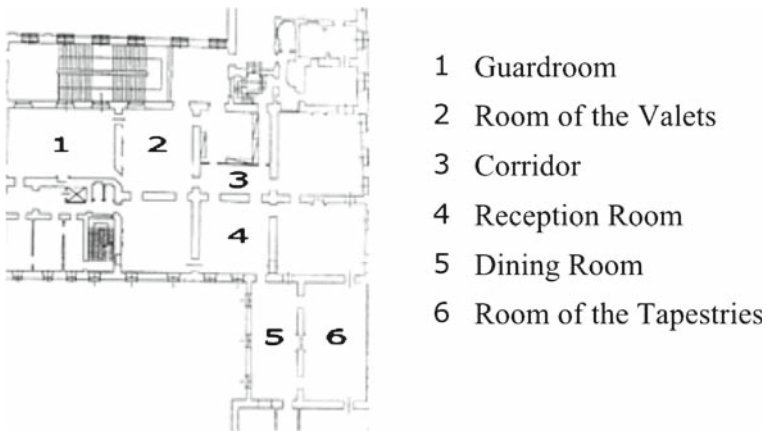 1 Guardroom
2 Room of the Valets
3 Corridor
4 Reception Room
5 Dining Room
6 Room of the Tapestries
1
2
3
4
5
6